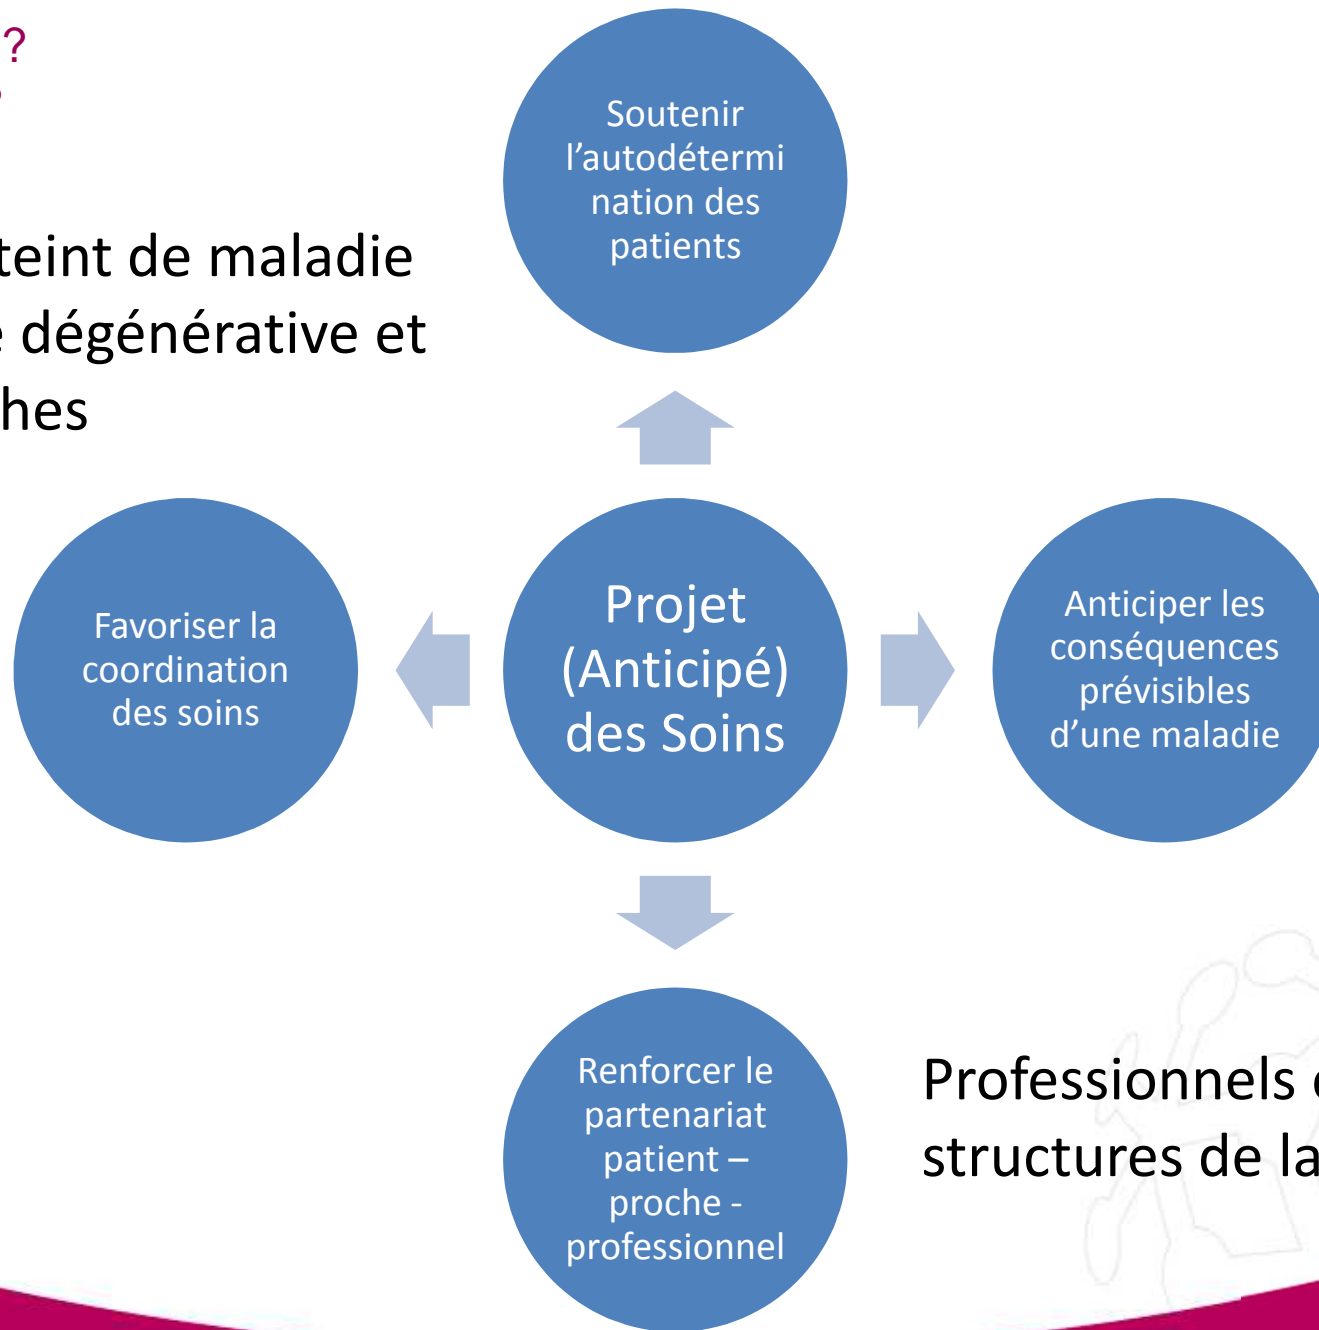 ?
Soutenir
l’autodétermi
nation des
patients
teint de maladie
dégénérative et
hes
Favoriser la
coordination
des soins
Projet
(Anticipé)
des Soins
Anticiper les
conséquences
prévisibles
d’une maladie
Renforcer le
partenariat
patient –
proche -
professionnel
Professionnels
structures de la